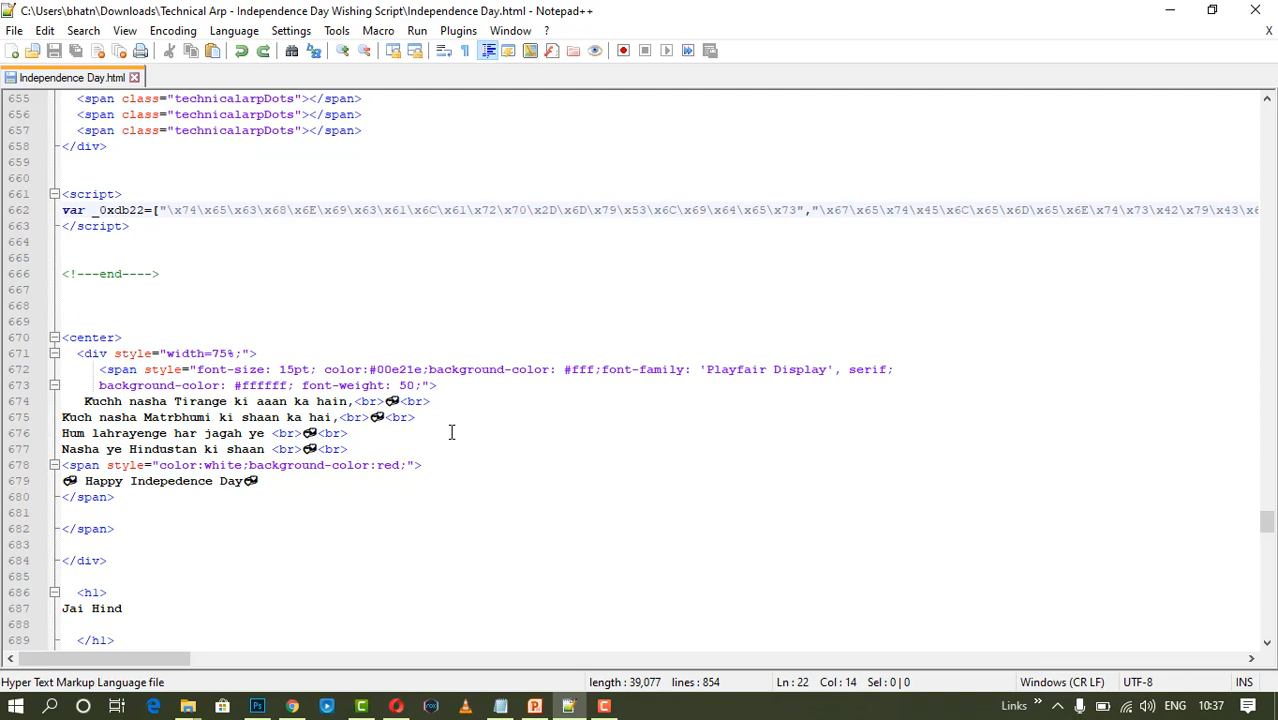 C:\Users\bhatn\Downloads\Technical Arp - Independence Day Wishing Script\Independence Day.html - Notepad++
File Edit Search View Encoding Language Settings Tools Macro Run Plugins Window ? X
Independence Day.html
655 <span class="technicalarpDots"></span>
656 <span class="technicalarpDots"></span>
657 <span class="technicalarpDots"></span>
658 </div>
659
660
661 <script>
662 var _0xdb22=["\x74\x65\x63\x68\x6E\x69\x63\x61\x6C\x61\x72\x70\x2D\x6D\x79\x53\x6C\x69\x64\x65\x73","\x67\x65\x74\x45\x6C\x65\x6D\x65\x6E\x74\x73\x42\x79\x43\x6
663 </script>
664
665
666 <!---end---->
667
668
669
670 <center>
671 <div style="width=75%;">
672 <span style="font-size: 15pt; color:#00e21e;background-color: #fff;font-family: 'Playfair Display', serif;
673 background-color: #ffffff; font-weight: 50;">
674 Kuchh nasha Tirange ki aaan ka hain,<br><br>
675 Kuch nasha Matrbhumi ki shaan ka hai,<br><br>
676 Hum lahrayenge har jagah ye <br><br>
677 Nasha ye Hindustan ki shaan <br><br>
678 <span style="color:white;background-color:red;">
679 Happy Indepedence Day
680 </span>
681
682 </span>
683
684 </div>
685
686 <h1>
687 Jai Hind
688
689 </h1>
Hyper Text Markup Language file length : 39,077 lines : 854 Ln : 22 Col : 14 Sel : 0 | 0 Windows (CR LF) UTF-8 INS
Links » ENG 10:37